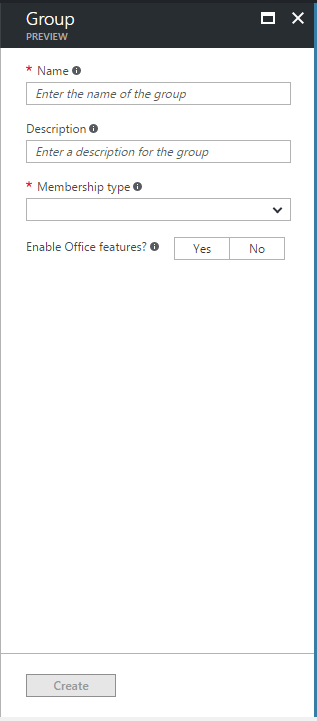 Group
PREVIEW
* Name
Enter the name of the group
Description
Enter a description for the group
* Membership type
Enable Office features? Yes No
Create